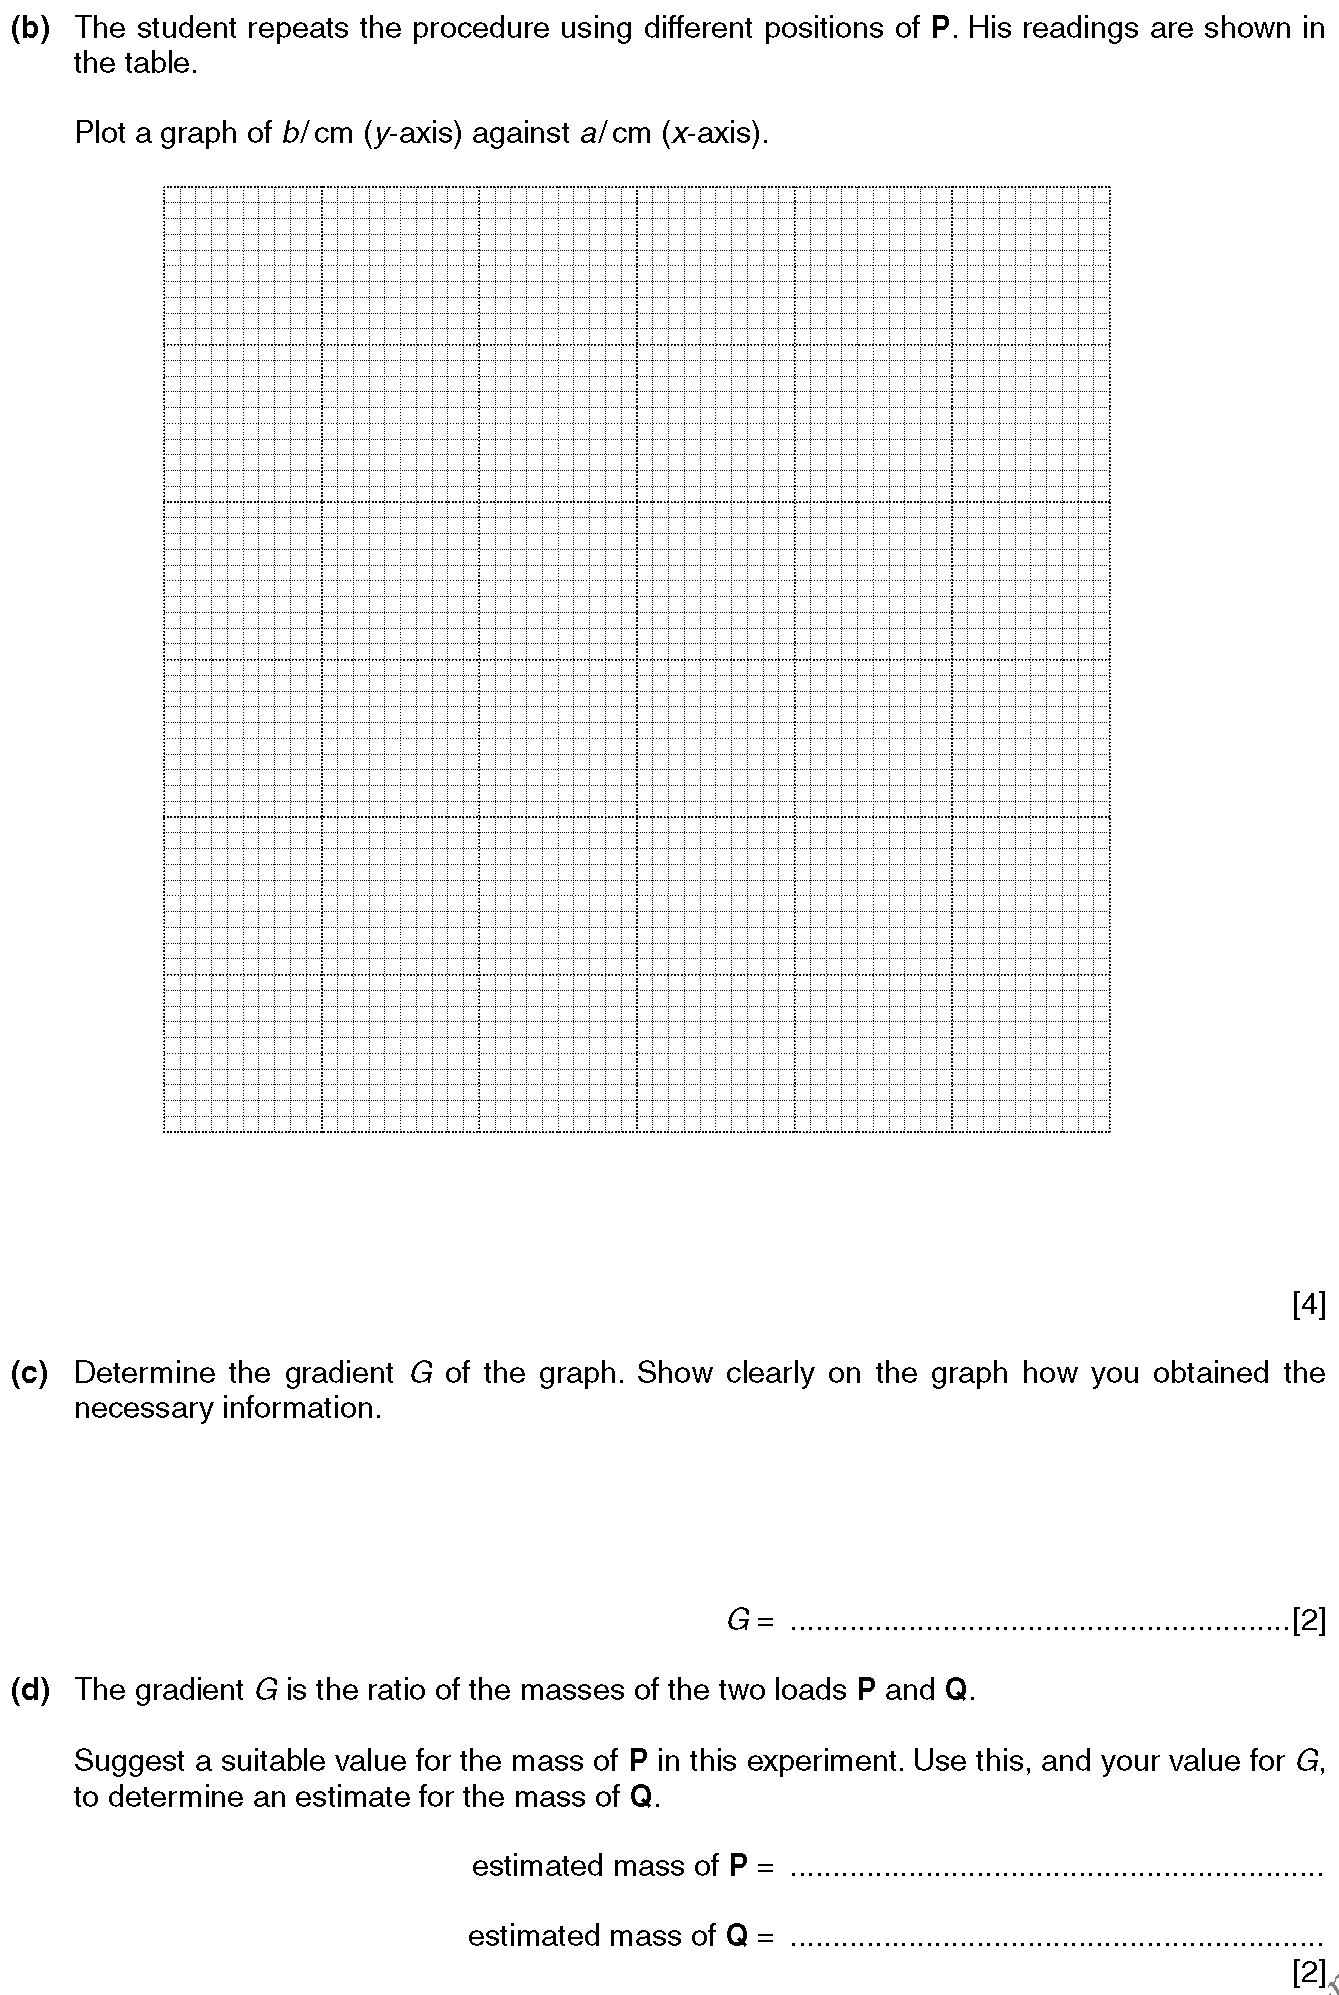 (b) The student repeats the procedure using different positions of P. His readings are shown in
the table.
Plot a graph of b/cm (y-axis) against a/cm (x-axis).
[4]
(c) Determine the gradient G of the graph. Show clearly on the graph how you obtained the
necessary information.
G = ..........................................................[2]
(d) The gradient G is the ratio of the masses of the two loads P and Q.
Suggest a suitable value for the mass of P in this experiment. Use this, and your value for G,
to determine an estimate for the mass of Q.
estimated mass of P = ..............................................................
estimated mass of Q = ..............................................................
[2]